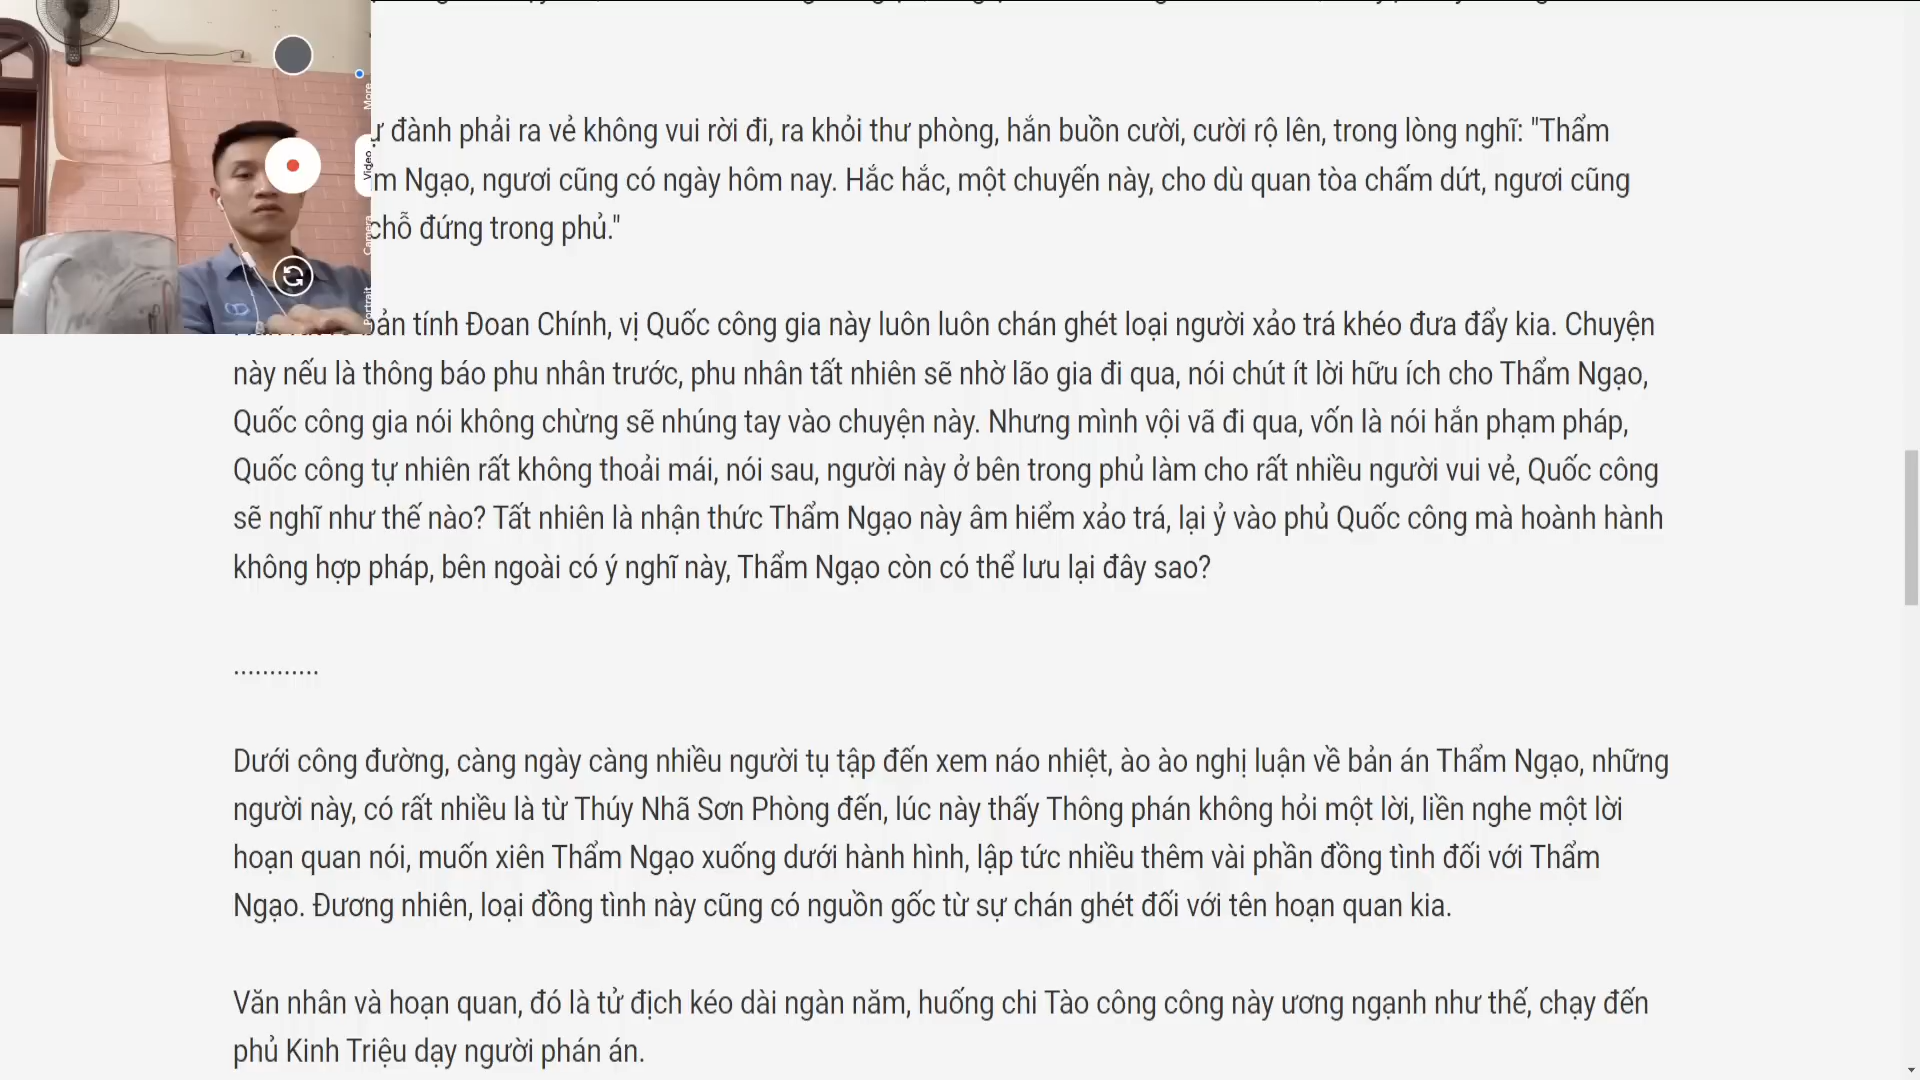 đành phải ra vẻ không vui rời đi, ra khỏi thư phòng, hắn buồn cười, cười rộ lên, trong lòng nghĩ: "Thẩm
Ngạo, ngươi cũng có ngày hôm nay. Hắc hắc, một chuyến này, cho dù quan tòa chấm dứt, ngươi cũng
chỗ đứng trong phủ."
bản tính Đoan Chính, vị Quốc công gia này luôn luôn chán ghét loại người xảo trá khéo đưa đẩy kia. Chuyện
này nếu là thông báo phu nhân trước, phu nhân tất nhiên sẽ nhờ lão gia đi qua, nói chút ít lời hữu ích cho Thẩm Ngạo,
Quốc công gia nói không chừng sẽ nhúng tay vào chuyện này. Nhưng mình vội vã đi qua, vốn là nói hắn phạm pháp,
Quốc công tự nhiên rất không thoải mái, nói sau, người này ở bên trong phủ làm cho rất nhiều người vui vẻ, Quốc công
sẽ nghĩ như thế nào? Tất nhiên là nhận thức Thẩm Ngạo này âm hiểm xảo trá, lại ỷ vào phủ Quốc công mà hoành hành
không hợp pháp, bên ngoài có ý nghĩ này, Thẩm Ngạo còn có thể lưu lại đây sao?
............
Dưới công đường, càng ngày càng nhiều người tụ tập đến xem náo nhiệt, ào ào nghị luận về bản án Thẩm Ngạo, những
người này, có rất nhiều là từ Thúy Nhã Sơn Phòng đến, lúc này thấy Thông phán không hỏi một lời, liền nghe một lời
hoạn quan nói, muốn xiên Thẩm Ngạo xuống dưới hành hình, lập tức nhiều thêm vài phần đồng tình đối với Thẩm
Ngạo. Đương nhiên, loại đồng tình này cũng có nguồn gốc từ sự chán ghét đối với tên hoạn quan kia.
Văn nhân và hoạn quan, đó là tử địch kéo dài ngàn năm, huống chi Tào công công này ương ngạnh như thế, chạy đến
phủ Kinh Triệu dạy người phán án.
More
Video
Camera
Portrait